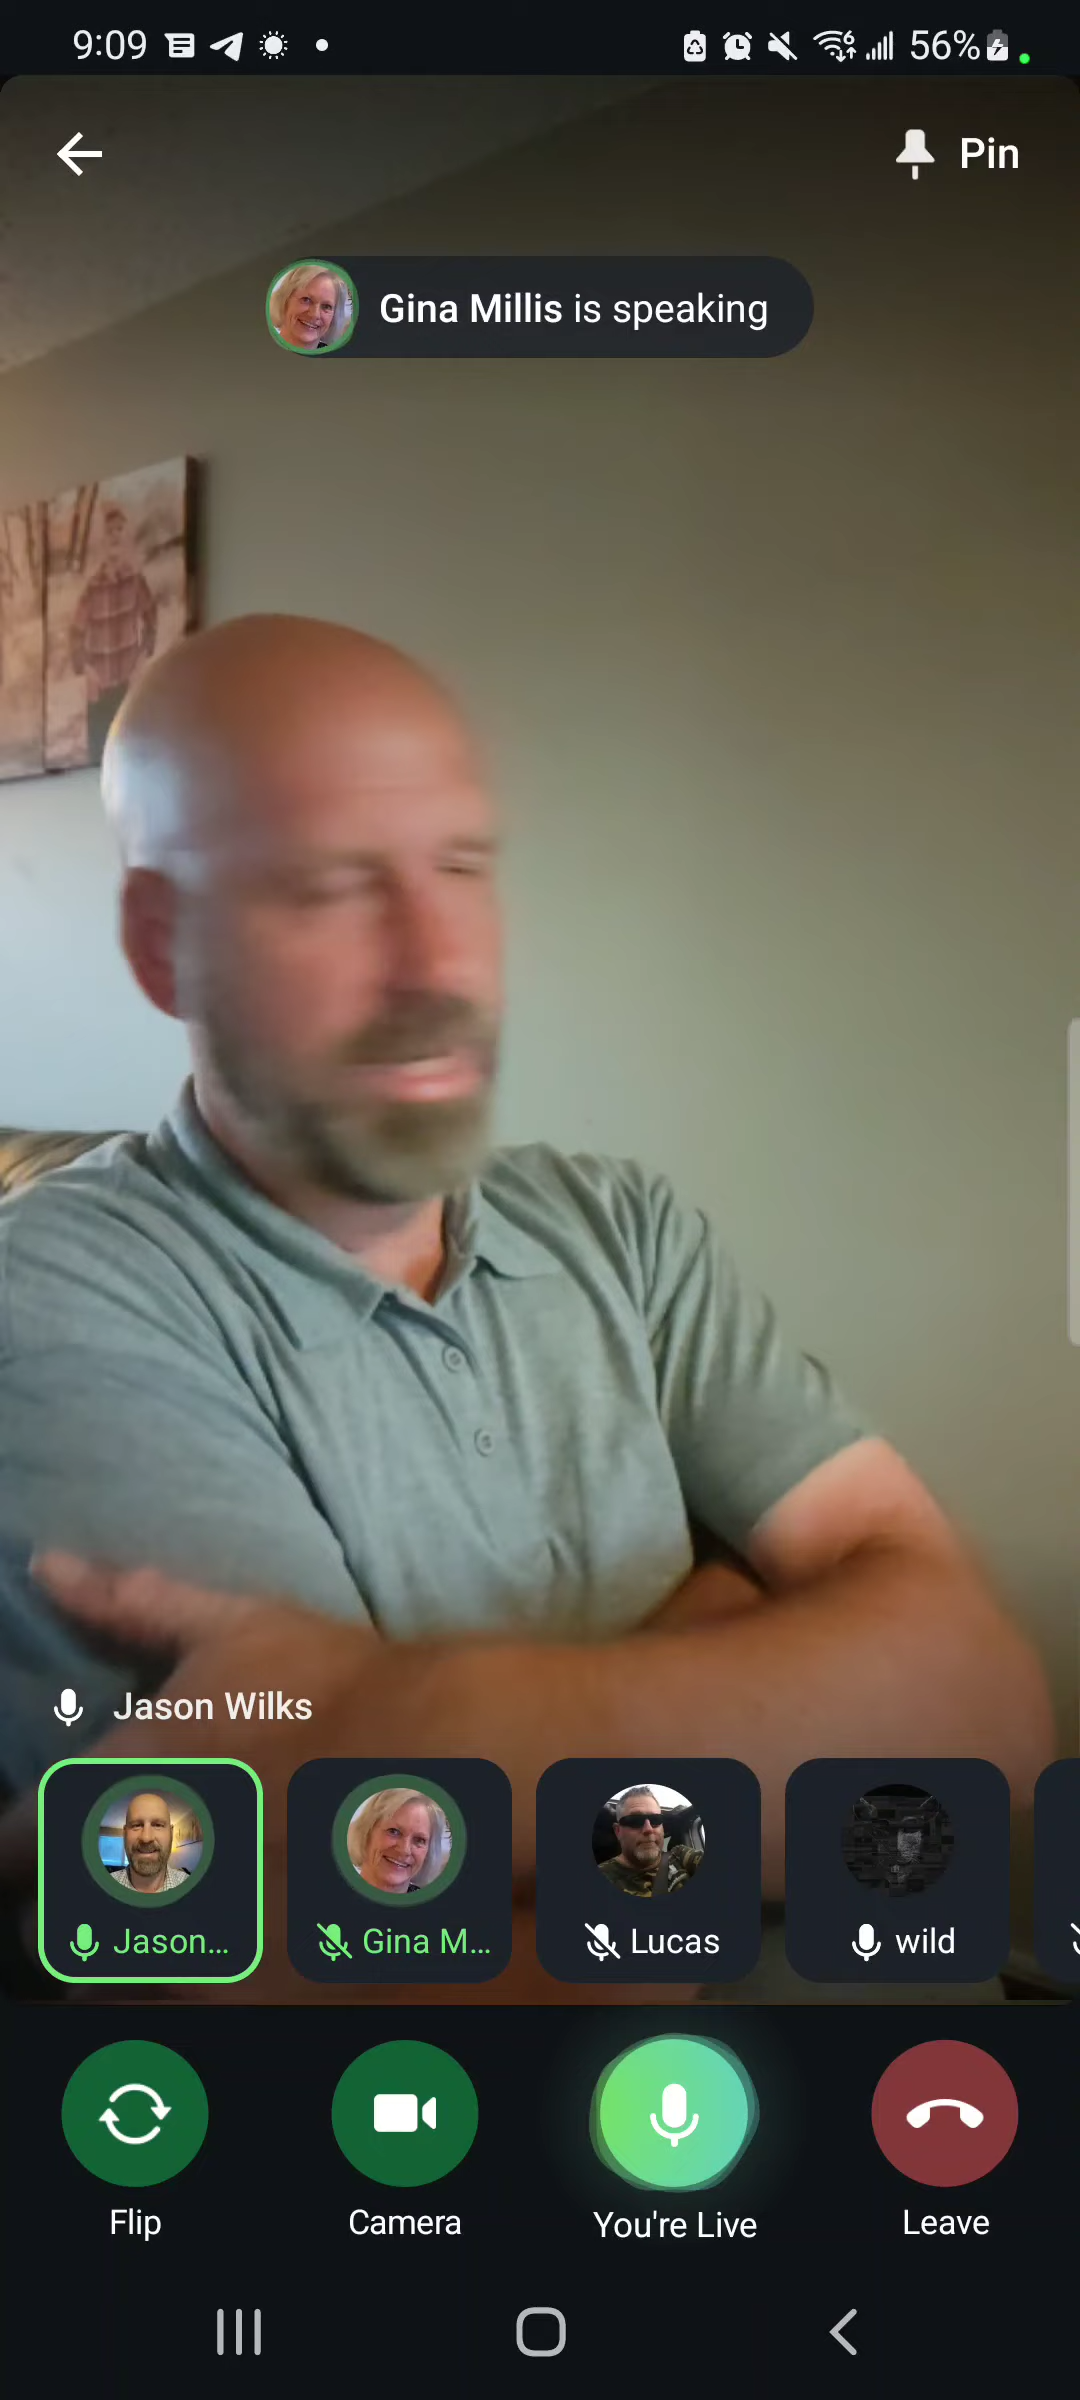 9:09
56%
Pin
Gina Millis is speaking
Jason Wilks
Jason...
Gina M...
Lucas
wild
Flip
Camera
You're Live
Leave